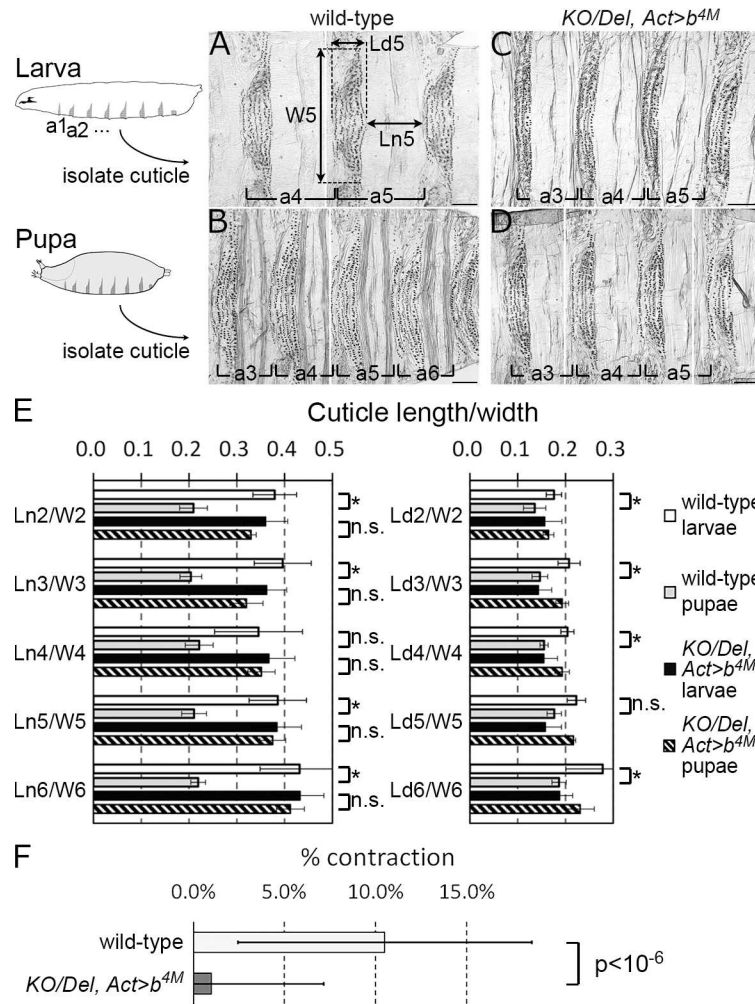 wild-type
KO/Del, Act>b4M
A
Ld5
W5
Ln5
a4
a5
C
a3
a4
a5
Larva
a1a2 ...
isolate cuticle
B
a3
a4
a5
a6
D
a3
a4
a5
Pupa
isolate cuticle
E
Cuticle length/width
0.0 0.1 0.2 0.3 0.4 0.5
0.0 0.1 0.2 0.3
Ln2/W2 * n.s.
Ln3/W3 * n.s.
Ln4/W4 n.s. n.s.
Ln5/W5 * n.s.
Ln6/W6 * n.s.
Ld2/W2 *
Ld3/W3 *
Ld4/W4 *
Ld5/W5 n.s.
Ld6/W6 *
wild-type
larvae
wild-type
pupae
KO/Del,
Act>b4M
larvae
KO/Del,
Act>b4M
pupae
F
% contraction
0.0% 5.0% 10.0% 15.0%
wild-type
KO/Del, Act>b4M
p<10-6